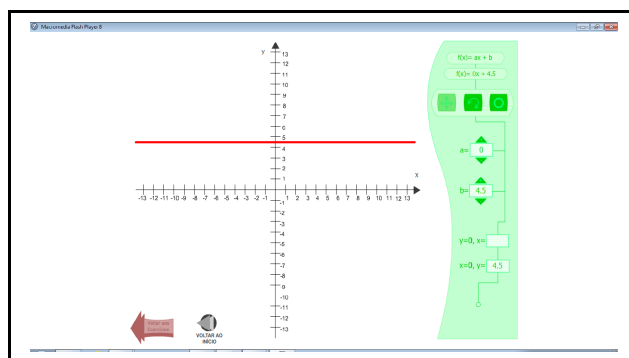 Macromedia Flash Player 8
y
13
12
11
10
9
8
7
6
5
4
3
2
1
x
-13 -12 -11 -10 -9 -8 -7 -6 -5 -4 -3 -2 -1 1 2 3 4 5 6 7 8 9 10 11 12 13
-1
-2
-3
-4
-5
-6
-7
-8
-9
-10
-11
-12
-13
f(x)= ax + b
f(x)= 0x + 4.5
a= 0
b= 4.5
y=0, x=
x=0, y= 4.5
VOLTAR AO
INÍCIO